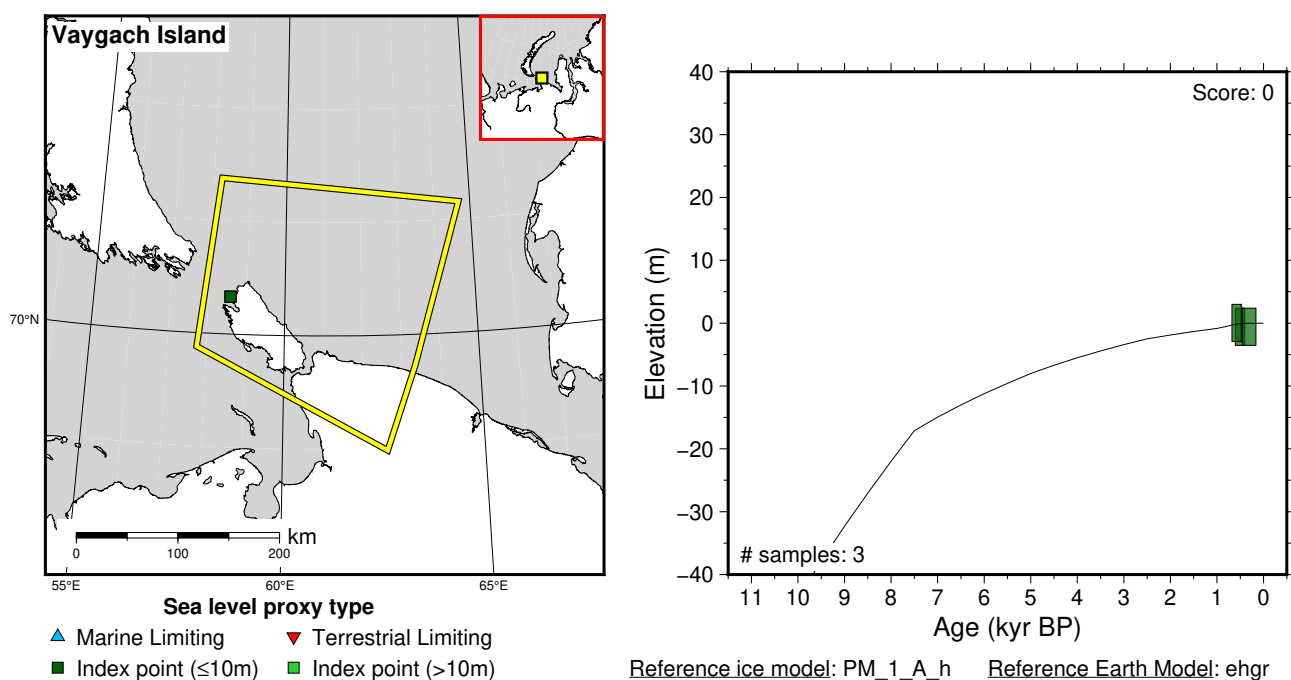 Vaygach Island
70°N
km
0 100 200
55°E 60°E 65°E
Sea level proxy type
Marine Limiting
Terrestrial Limiting
Index point (≤10m)
Index point (>10m)
Score: 0
40
30
20
10
0
−10
−20
−30
−40
Elevation (m)
# samples: 3
11 10 9 8 7 6 5 4 3 2 1 0
Age (kyr BP)
Reference ice model: PM_1_A_h Reference Earth Model: ehgr